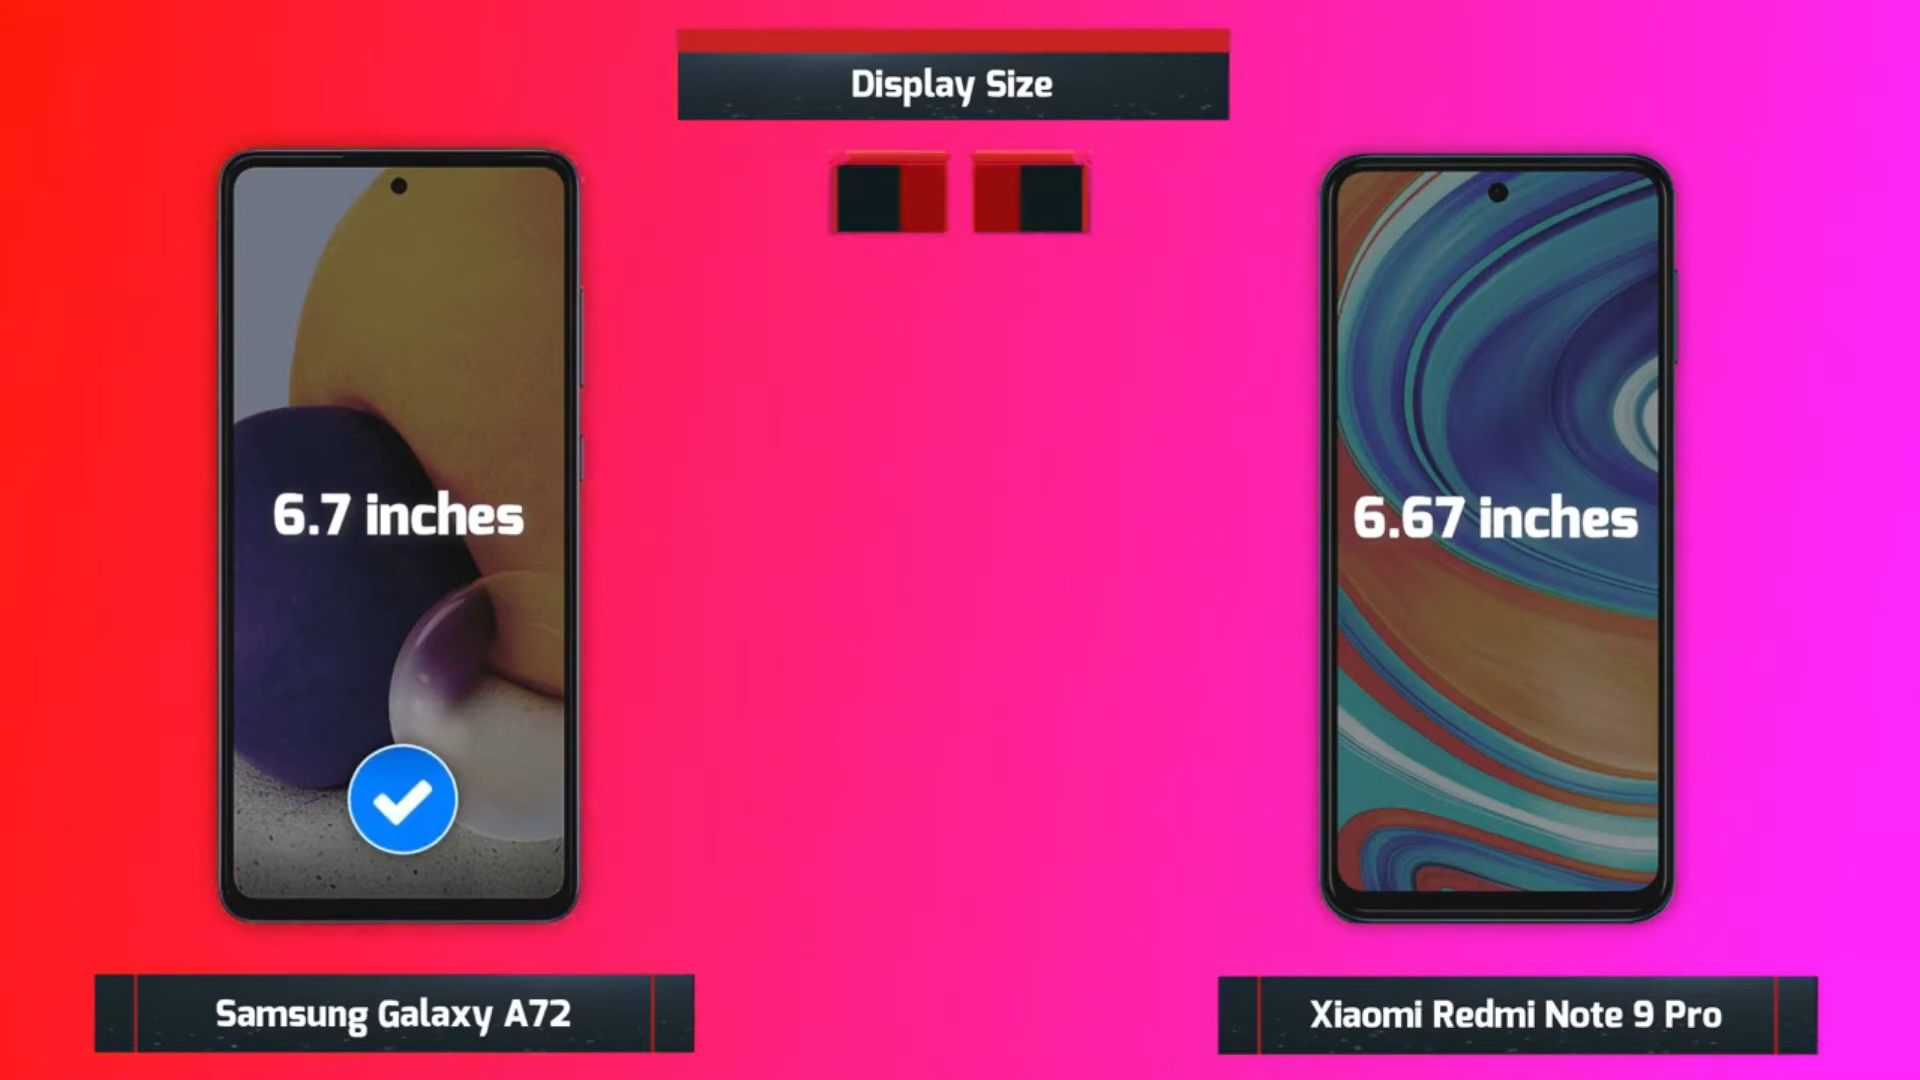 Display Size
6.7 inches
6.67 inches
Samsung Galaxy A72
Xiaomi Redmi Note 9 Pro